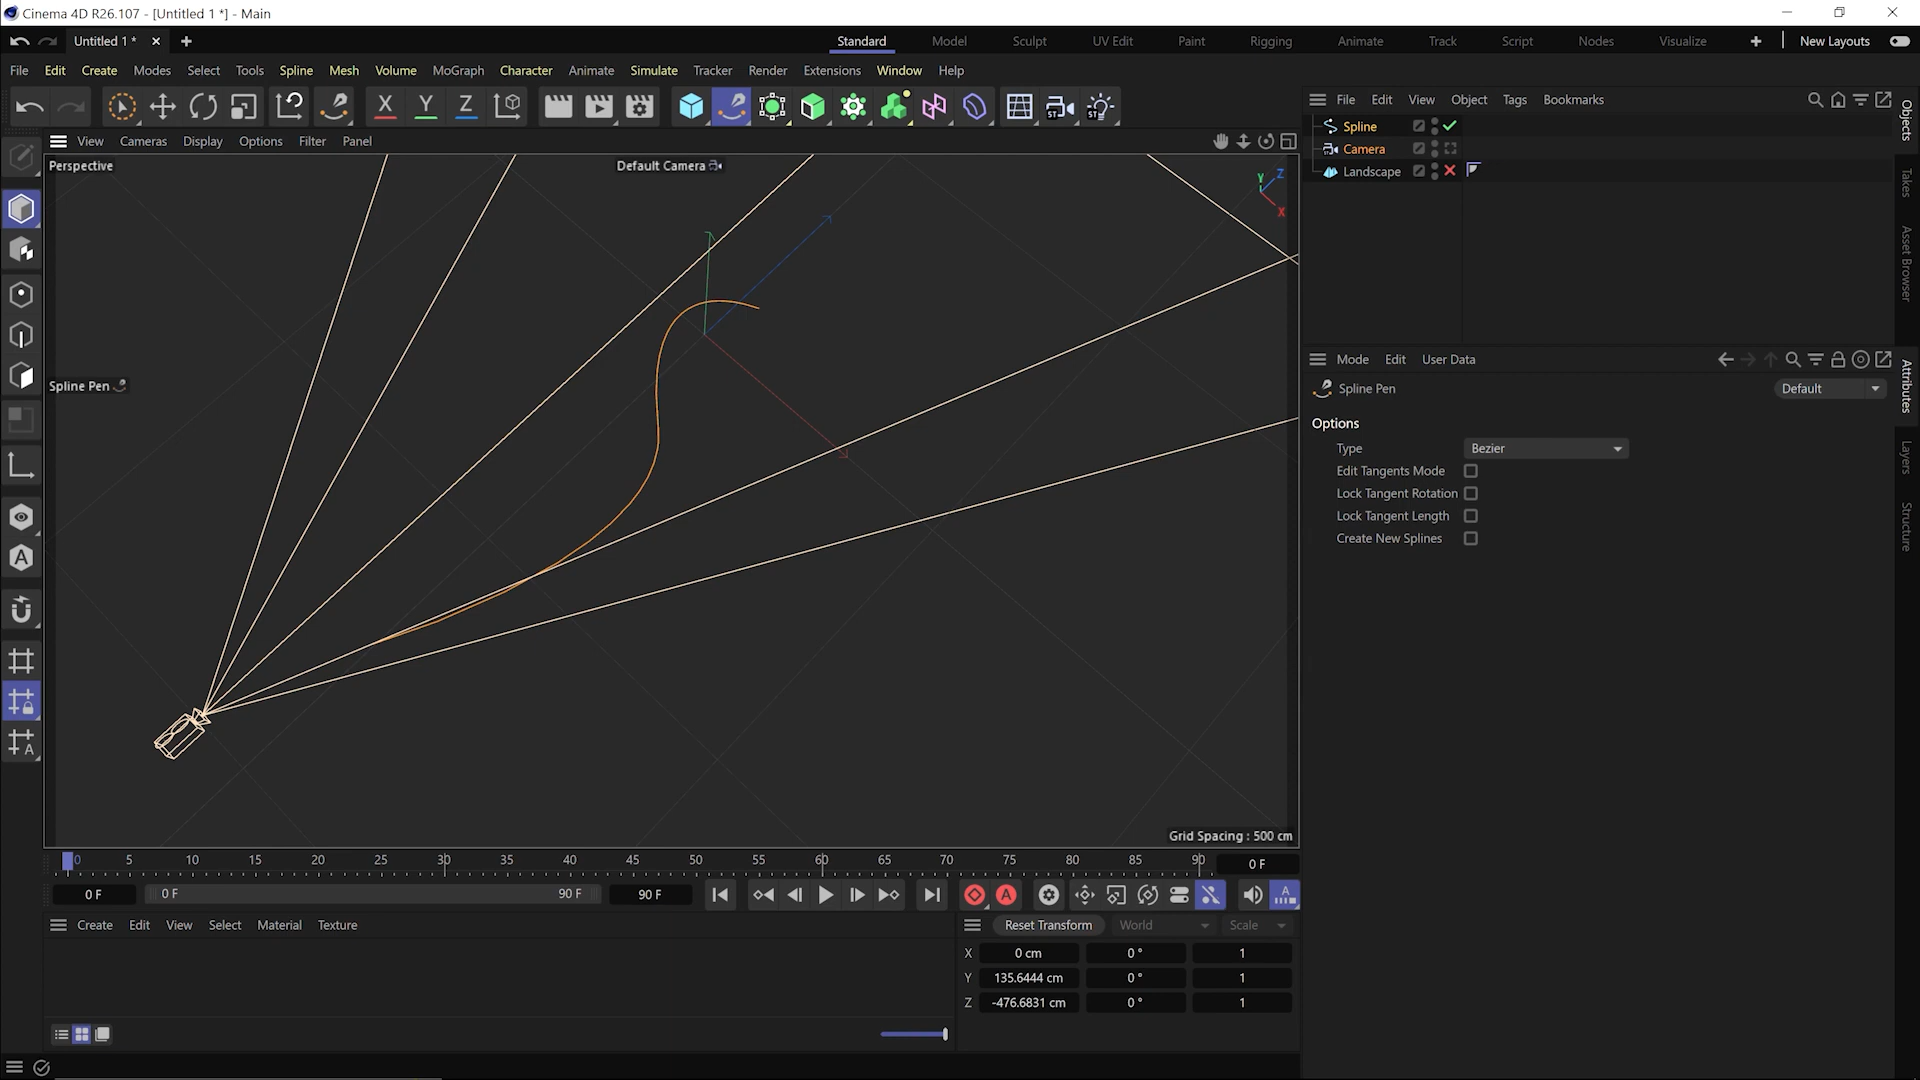 Cinema 4D R26.107 - [Untitled 1 *] - Main
Untitled 1 *
Standard Model Sculpt UV Edit Paint Rigging Animate Track Script Nodes Visualize New Layouts
File Edit Create Modes Select Tools Spline Mesh Volume MoGraph Character Animate Simulate Tracker Render Extensions Window Help
X Y Z
ST ST
File Edit View Object Tags Bookmarks
View Cameras Display Options Filter Panel
Perspective
Default Camera
Y Z X
Spline
Camera
Landscape
Objects
Takes
Asset Browser
Attributes
Layers
Structure
Mode Edit User Data
Spline Pen
Default
Options
Type Bezier
Edit Tangents Mode
Lock Tangent Rotation
Lock Tangent Length
Create New Splines
Spline Pen
A
A
Grid Spacing : 500 cm
0 5 10 15 20 25 30 35 40 45 50 55 60 65 70 75 80 85 90 0 F
0 F 0 F 90 F 90 F
A A
Create Edit View Select Material Texture
Reset Transform World Scale
X 0 cm 0 ° 1
Y 135.6444 cm 0 ° 1
Z -476.6831 cm 0 ° 1